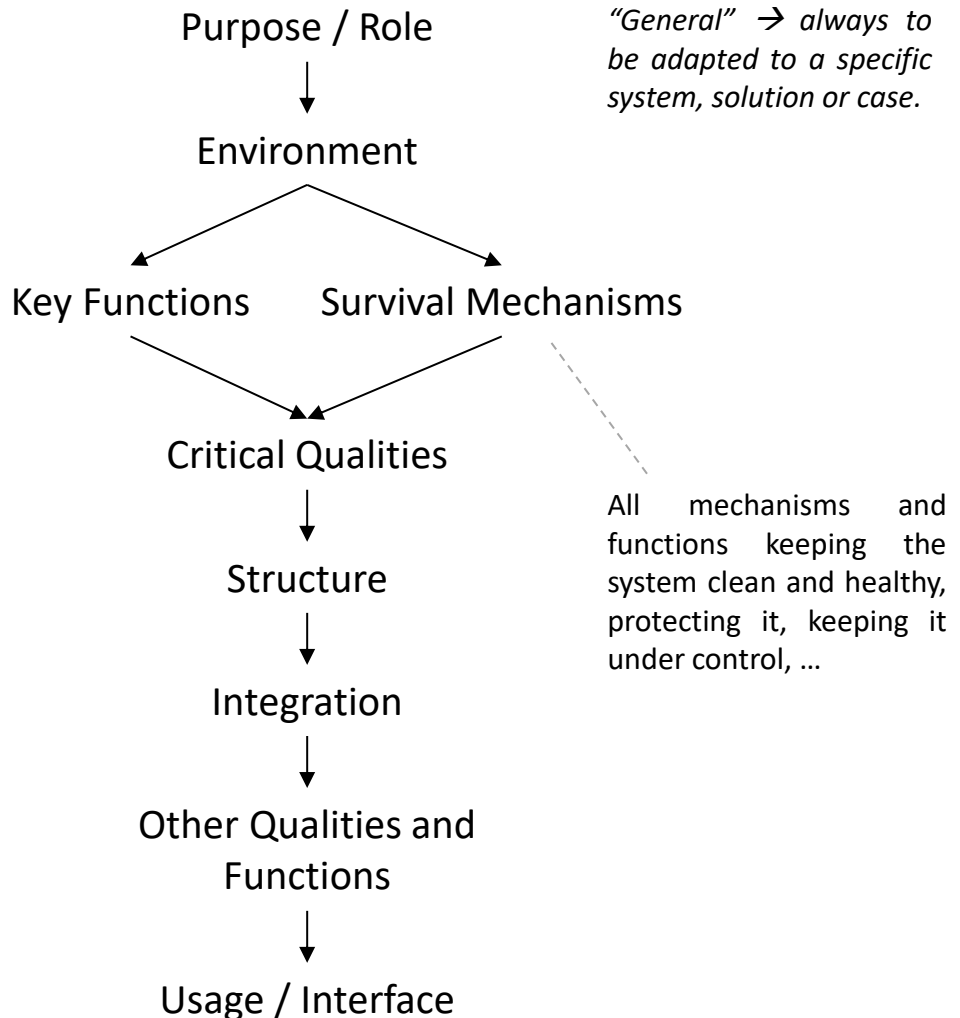 Purpose / Role
“General” → always to
be adapted to a specific
system, solution or case.
Environment
Key Functions
Survival Mechanisms
Critical Qualities
Structure
All mechanisms and
functions keeping the
system clean and healthy,
protecting it, keeping it
under control, …
Integration
Other Qualities and
Functions
Usage / Interface